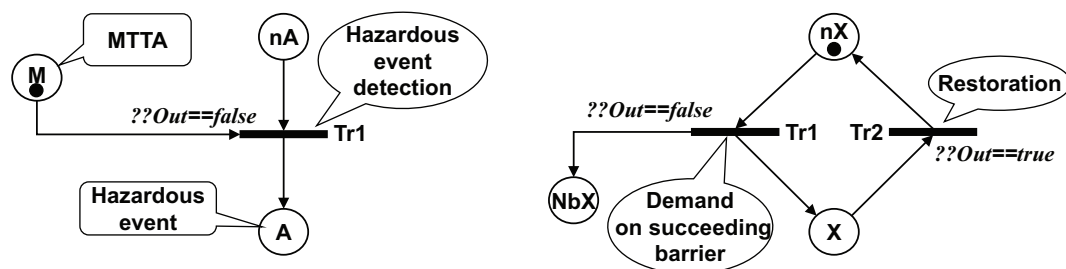 MTTA
M
nA
Hazardous
event
detection
??Out==false
Tr1
Hazardous
event
A
nX
Restoration
??Out==false
Tr1
Tr2
??Out==true
NbX
Demand
on succeeding
barrier
X